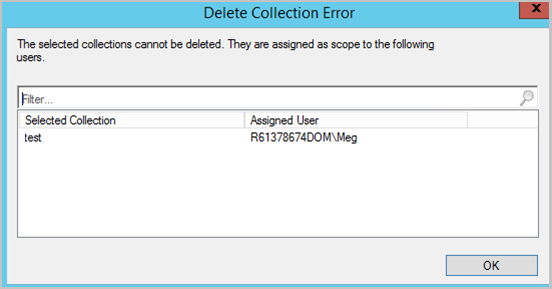 Delete Collection Error
x
The selected collections cannot be deleted. They are assigned as scope to the following
users.
Filter...
Selected Collection Assigned User
test R61378674DOM\Meg
OK